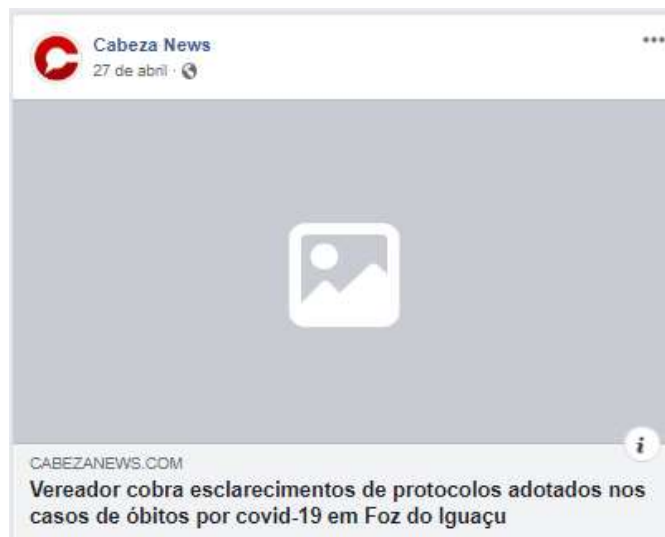 Cabeza News
27 de abril ·
i
CABEZANEWS.COM
Vereador cobra esclarecimentos de protocolos adotados nos
casos de óbitos por covid-19 em Foz do Iguaçu